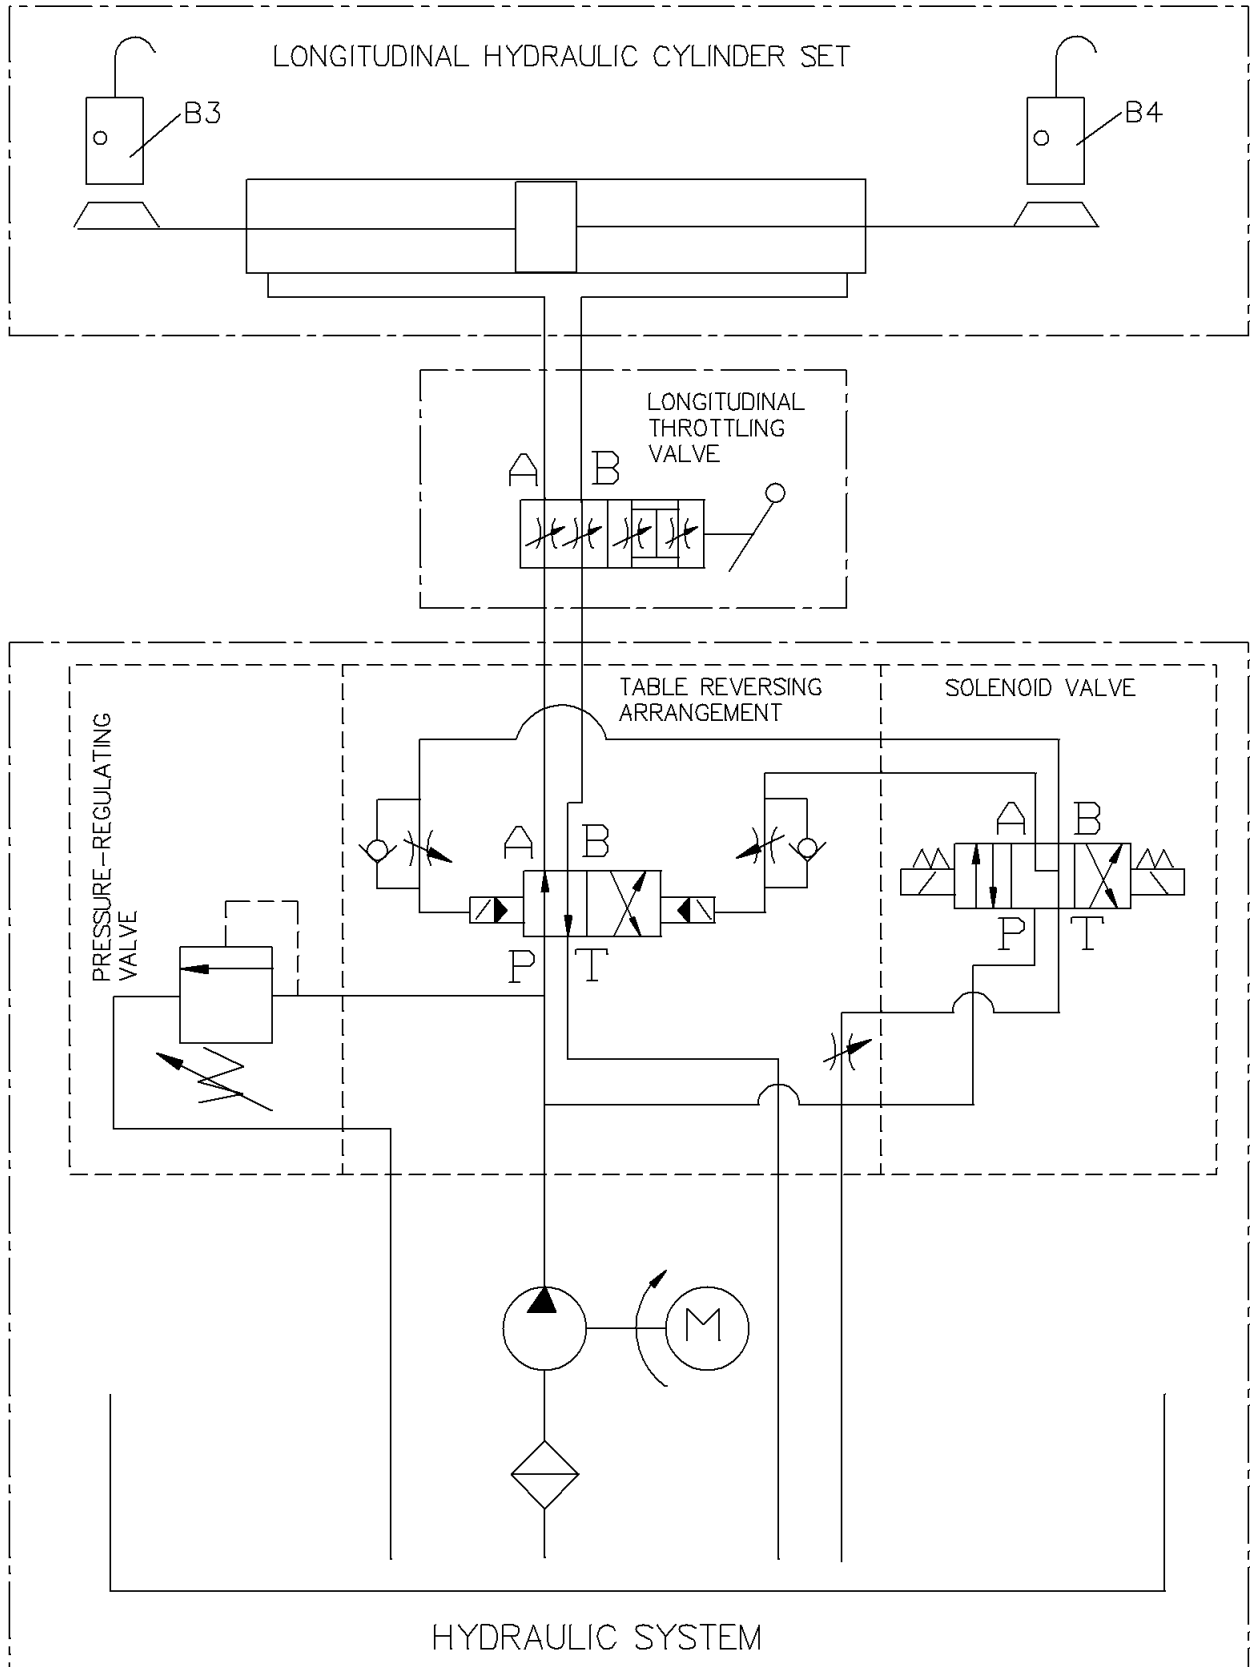 LONGITUDINAL HYDRAULIC CYLINDER SET
B3
B4
LONGITUDINAL
THROTTLING
VALVE
A
B
TABLE REVERSING
ARRANGEMENT
SOLENOID VALVE
PRESSURE-REGULATING
VALVE
A
B
A
B
P
T
P
T
M
HYDRAULIC SYSTEM